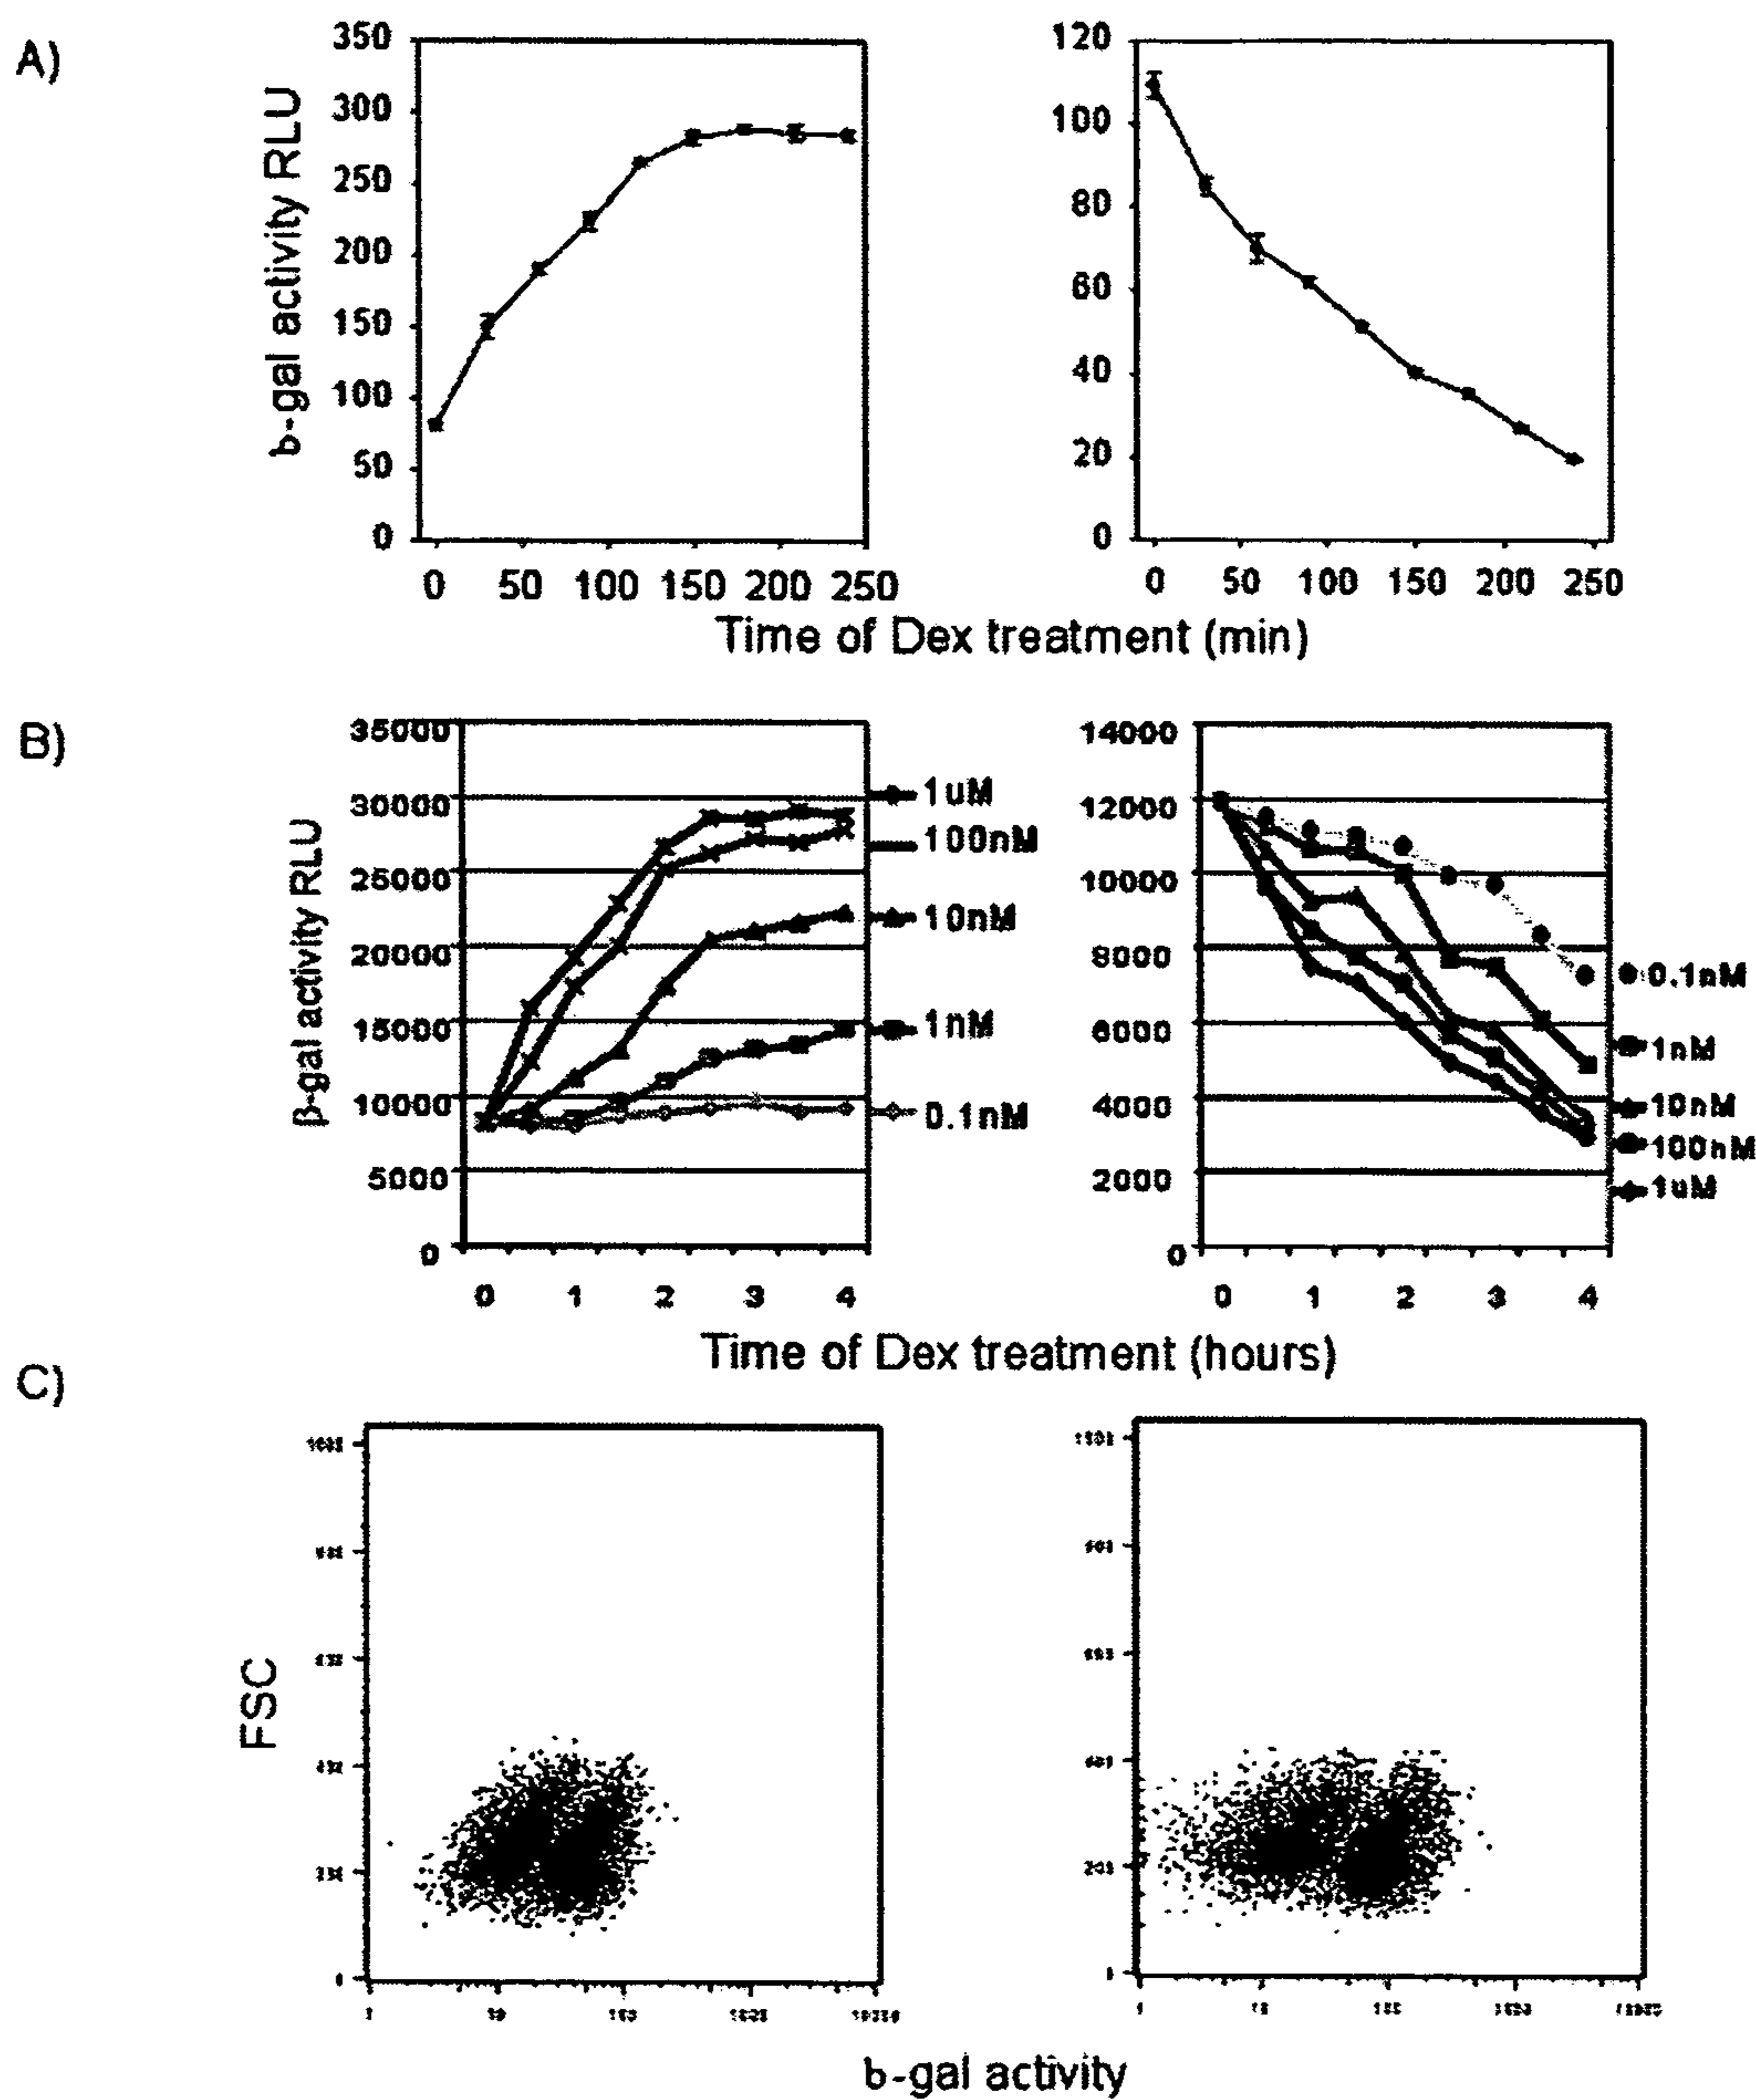 A)
b-gal activity RLU
350
300
250
200
150
100
50
0
0 50 100 150 200 250
120
100
80
60
40
20
0
0 50 100 150 200 250
Time of Dex treatment (min)
B)
β-gal activity RLU
35000
30000
25000
20000
15000
10000
5000
0
0 1 2 3 4
1uM
100nM
10nM
1nM
0.1nM
14000
12000
10000
8000
6000
4000
2000
0
0 1 2 3 4
0.1nM
1nM
10nM
100nM
1uM
Time of Dex treatment (hours)
C)
FSC
b-gal activity